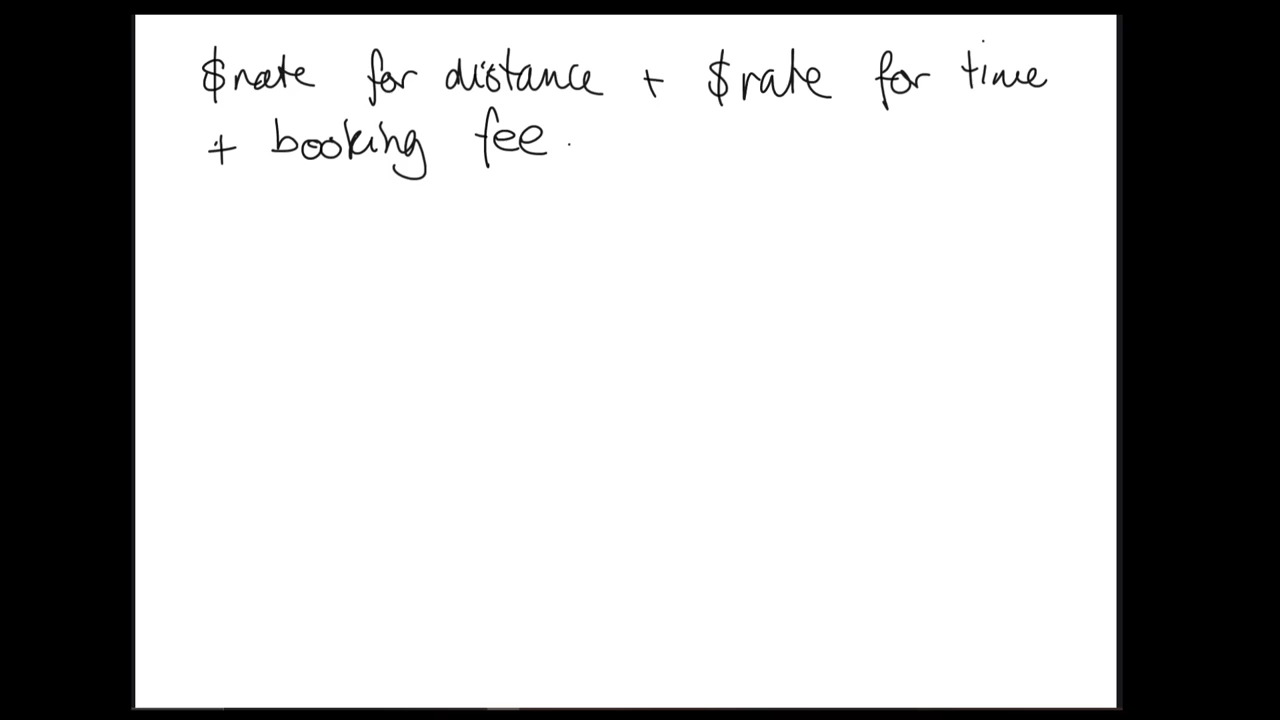 $rate for distance + $rate for time
+ booking fee.